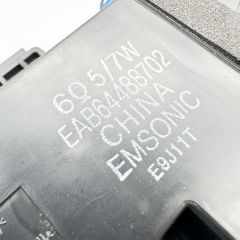 6Ω 5/7W
EAB64488702
CHINA
EMSONIC
E9J11T